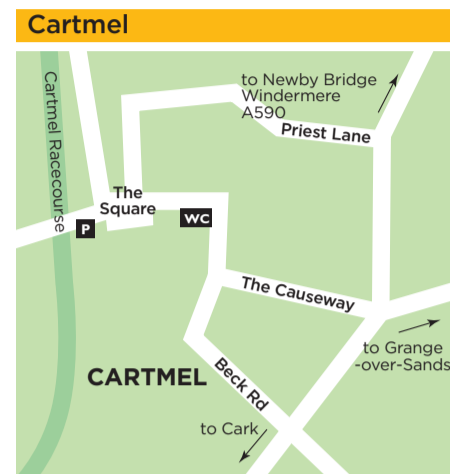 Cartmel
to Newby Bridge
Windermere
A590
Priest Lane
Cartmel Racecourse
The
Square
P
WC
The Causeway
to Grange
-over-Sands
CARTMEL
Beck Rd
to Cark